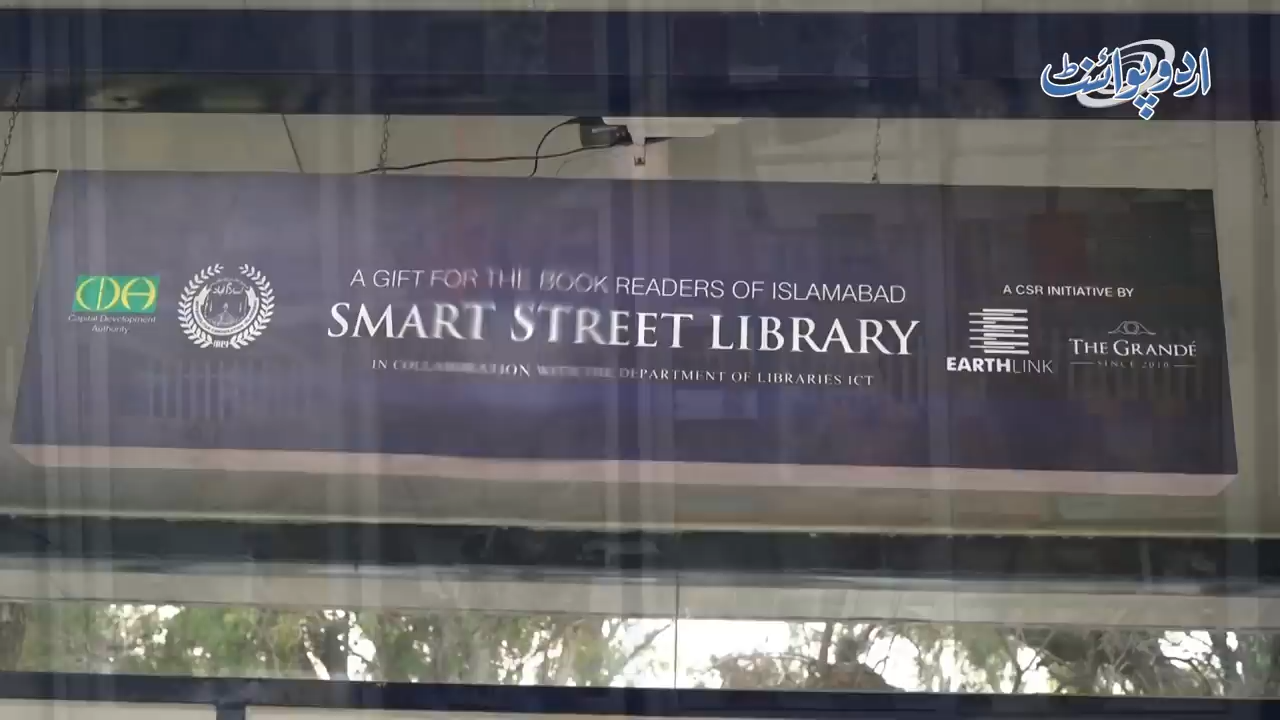 اردو پوائنٹ
CDA
Capital Development
Authority
A GIFT FOR THE BOOK READERS OF ISLAMABAD
SMART STREET LIBRARY
IN COLLABORATION WITH THE DEPARTMENT OF LIBRARIES ICT
A CSR INITIATIVE BY
EARTHLINK
THE GRANDÉ
SINCE 2010